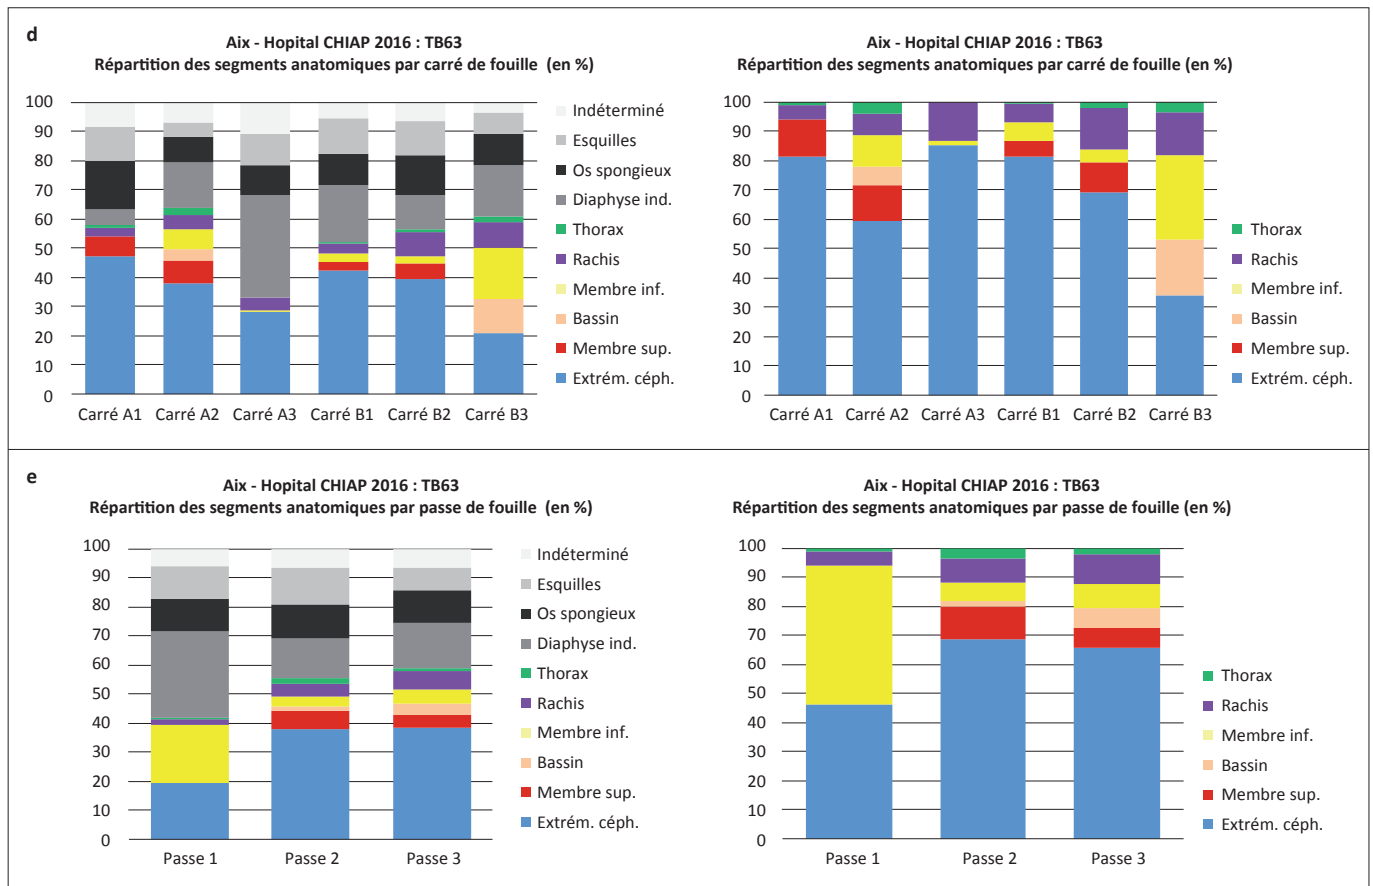 d
Aix - Hopital CHIAP 2016 : TB63
Répartition des segments anatomiques par carré de fouille (en %)
100
90
80
70
60
50
40
30
20
10
0
Carré A1 Carré A2 Carré A3 Carré B1 Carré B2 Carré B3
Indéterminé
Esquilles
Os spongieux
Diaphyse ind.
Thorax
Rachis
Membre inf.
Bassin
Membre sup.
Extrém. céph.
Aix - Hopital CHIAP 2016 : TB63
Répartition des segments anatomiques par carré de fouille (en %)
100
90
80
70
60
50
40
30
20
10
0
Carré A1 Carré A2 Carré A3 Carré B1 Carré B2 Carré B3
Thorax
Rachis
Membre inf.
Bassin
Membre sup.
Extrém. céph.
e
Aix - Hopital CHIAP 2016 : TB63
Répartition des segments anatomiques par passe de fouille (en %)
100
90
80
70
60
50
40
30
20
10
0
Passe 1 Passe 2 Passe 3
Indéterminé
Esquilles
Os spongieux
Diaphyse ind.
Thorax
Rachis
Membre inf.
Bassin
Membre sup.
Extrém. céph.
Aix - Hopital CHIAP 2016 : TB63
Répartition des segments anatomiques par passe de fouille (en %)
100
90
80
70
60
50
40
30
20
10
0
Passe 1 Passe 2 Passe 3
Thorax
Rachis
Membre inf.
Bassin
Membre sup.
Extrém. céph.